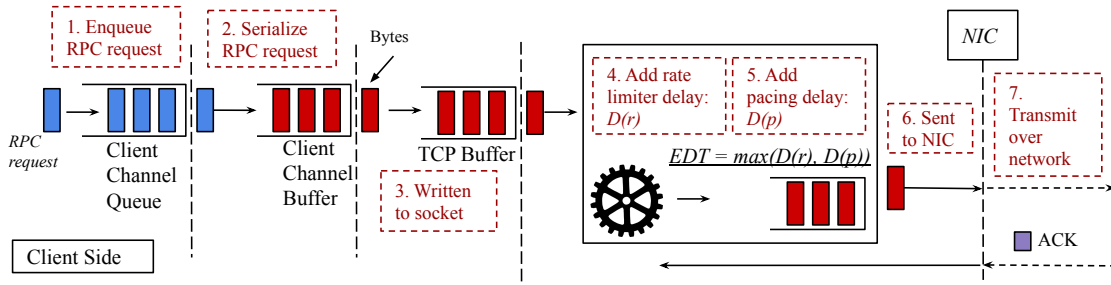 1. Enqueue
RPC request
2. Serialize
RPC request
Bytes
NIC
4. Add rate
limiter delay:
D(r)
5. Add
pacing delay:
D(p)
7.
Transmit
over
network
6. Sent
to NIC
RPC
request
Client
Channel
Queue
Client
Channel
Buffer
TCP Buffer
EDT = max(D(r), D(p))
3. Written
to socket
Client Side
ACK